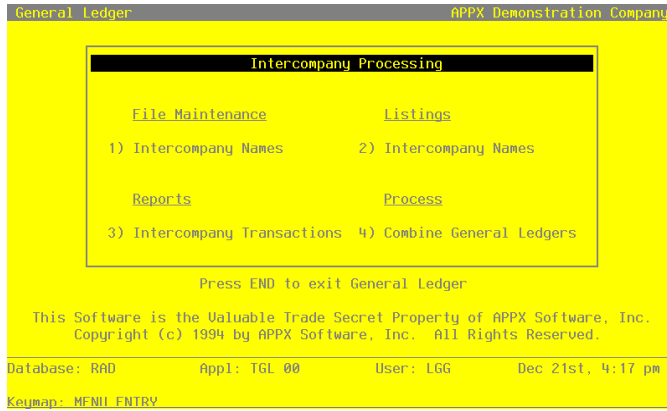 General Ledger APPX Demonstration Company
Intercompany Processing
File Maintenance Listings
1) Intercompany Names 2) Intercompany Names
Reports Process
3) Intercompany Transactions 4) Combine General Ledgers
Press END to exit General Ledger
This Software is the Valuable Trade Secret Property of APPX Software, Inc.
Copyright (c) 1994 by APPX Software, Inc. All Rights Reserved.
Database: RAD Appl: TGL 00 User: LGG Dec 21st, 4:17 pm
Keymap: MENU ENTRY